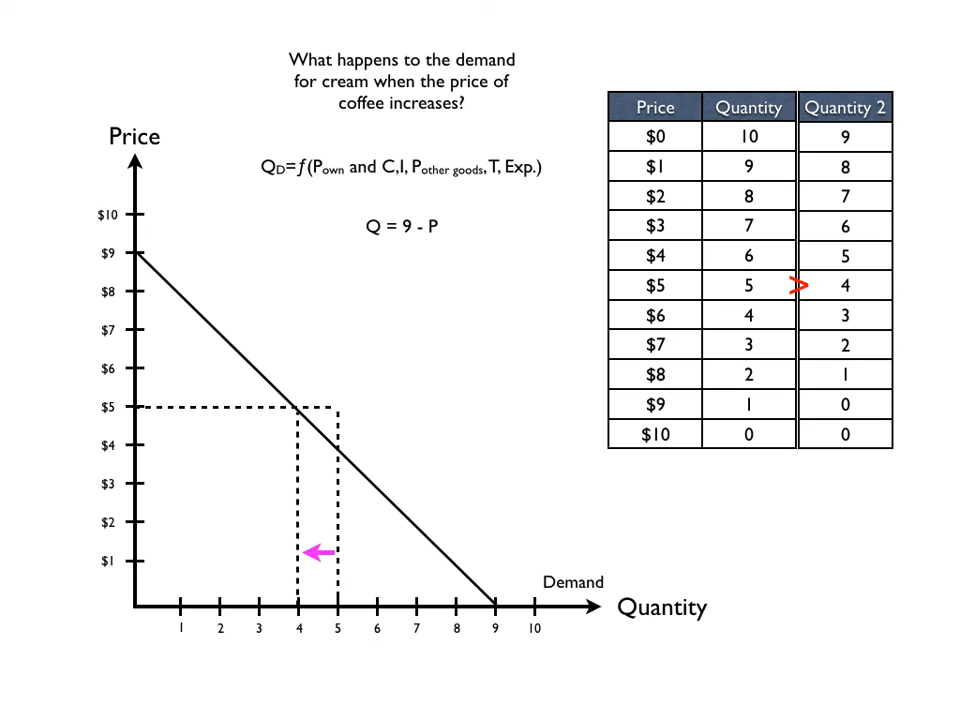 What happens to the demand
for cream when the price of
coffee increases?
QD=ƒ(Pown and C,I, Pother goods, T, Exp.)
Q = 9 - P
Price
$10
$9
$8
$7
$6
$5
$4
$3
$2
$1
1 2 3 4 5 6 7 8 9 10
Demand
Quantity
Price Quantity Quantity 2
$0 10 9
$1 9 8
$2 8 7
$3 7 6
$4 6 5
$5 5 > 4
$6 4 3
$7 3 2
$8 2 1
$9 1 0
$10 0 0